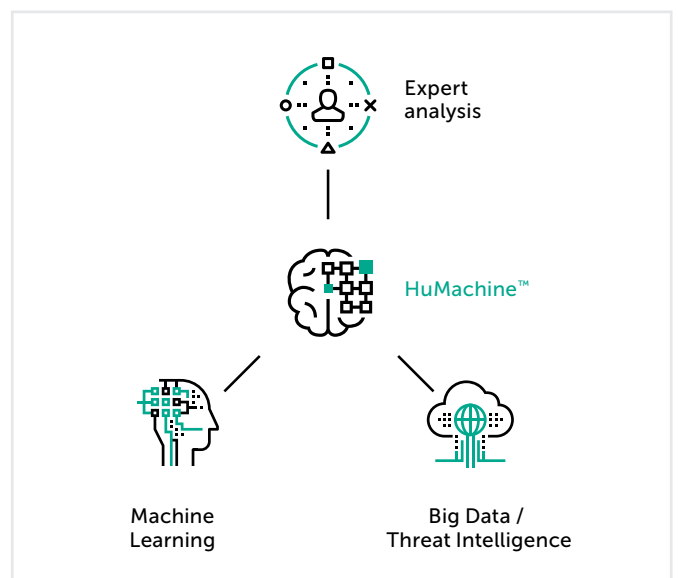 Expert
analysis
HuMachine™
Machine
Learning
Big Data /
Threat Intelligence